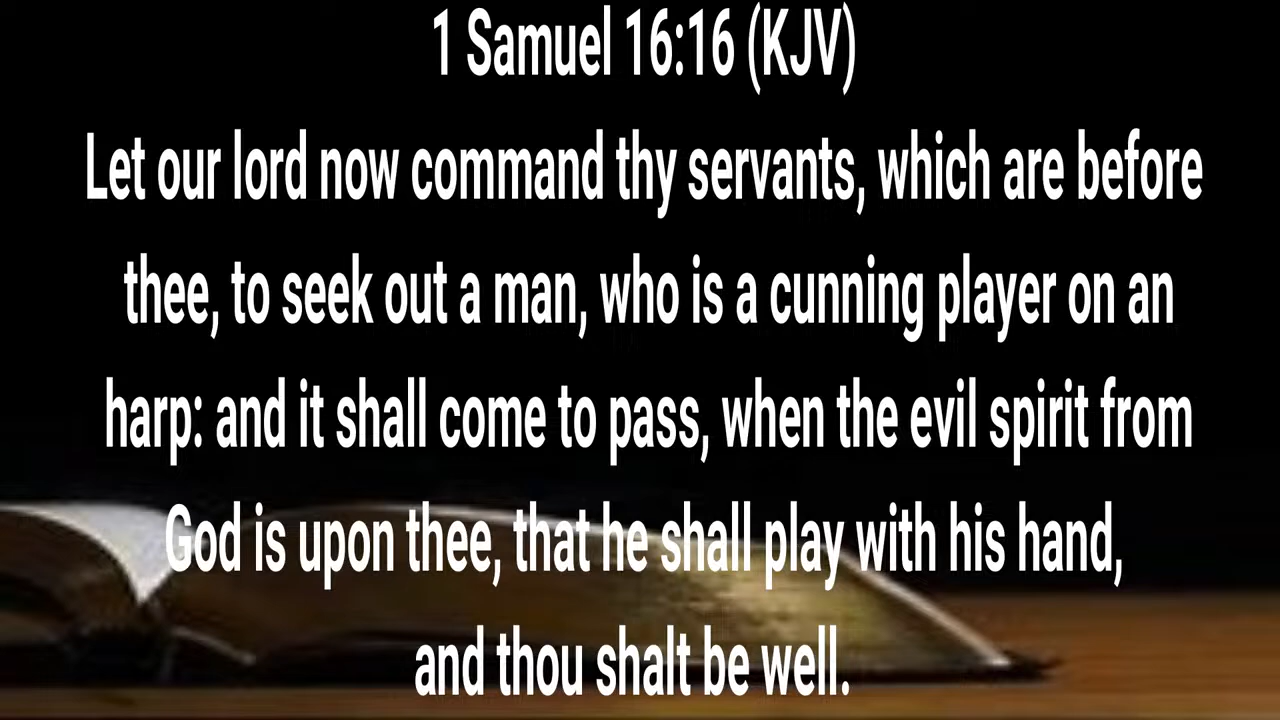 1 Samuel 16:16 (KJV)
Let our lord now command thy servants, which are before
thee, to seek out a man, who is a cunning player on an
harp: and it shall come to pass, when the evil spirit from
God is upon thee, that he shall play with his hand,
and thou shalt be well.